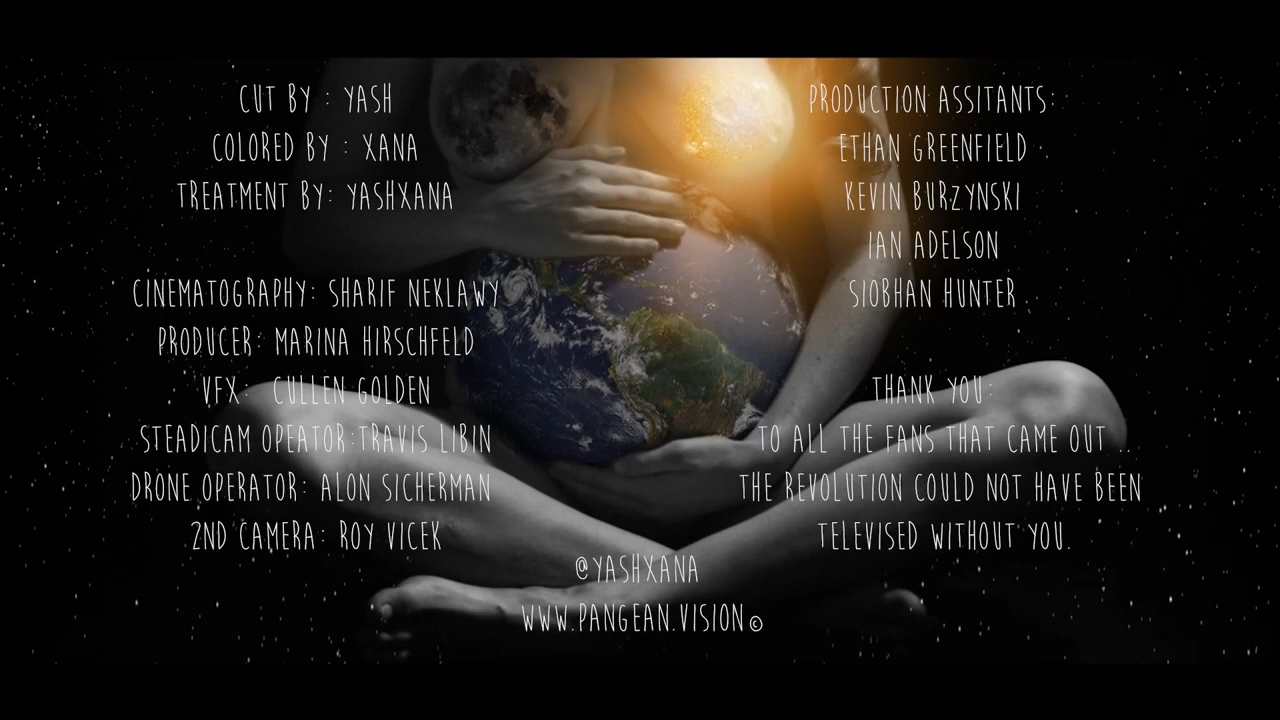 CUT BY : YASH
COLORED BY : XANA
TREATMENT BY: YASHXANA
CINEMATOGRAPHY: SHARIF NEKLAWY
PRODUCER: MARINA HIRSCHFELD
VFX: CULLEN GOLDEN
STEADICAM OPEATOR:TRAVIS LIBIN
DRONE OPERATOR: ALON SICHERMAN
2ND CAMERA: ROY VICEK
PRODUCTION ASSITANTS:
ETHAN GREENFIELD
KEVIN BURZYNSKI
IAN ADELSON
SIOBHAN HUNTER
THANK YOU:
TO ALL THE FANS THAT CAME OUT ..
THE REVOLUTION COULD NOT HAVE BEEN
TELEVISED WITHOUT YOU.
@YASHXANA
WWW.PANGEAN.VISION©